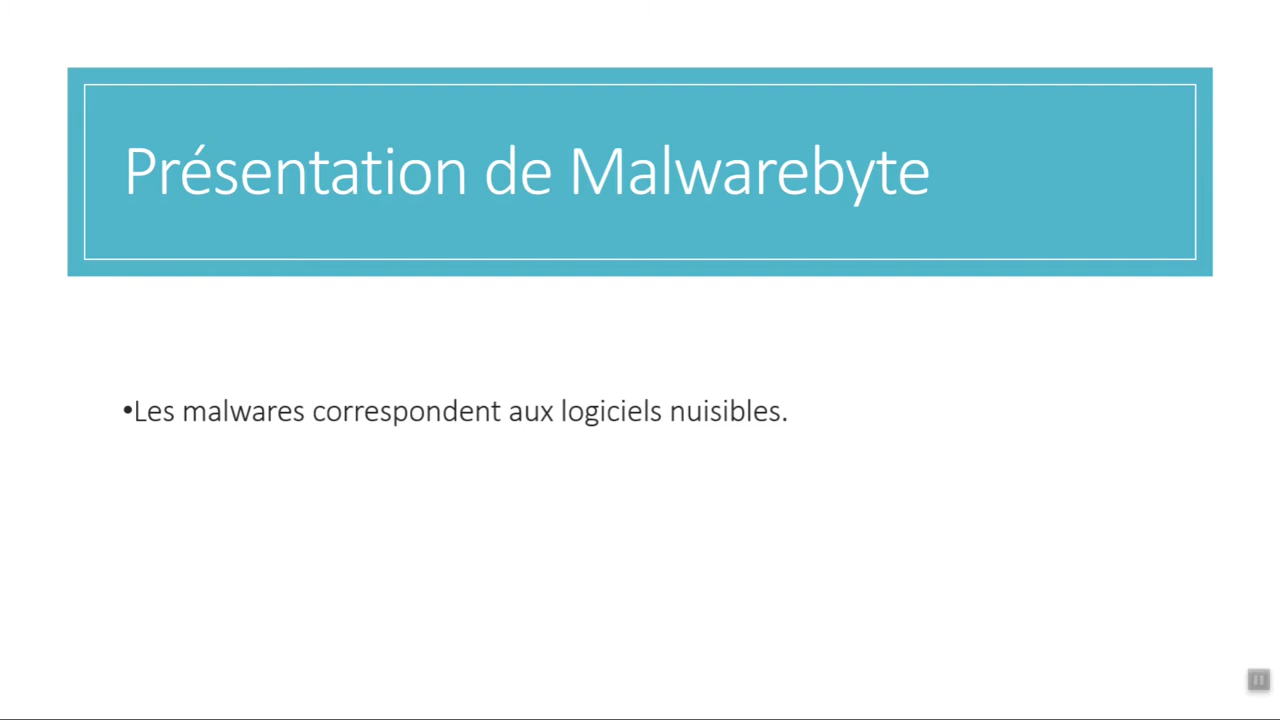 Présentation de Malwarebyte
•Les malwares correspondent aux logiciels nuisibles.